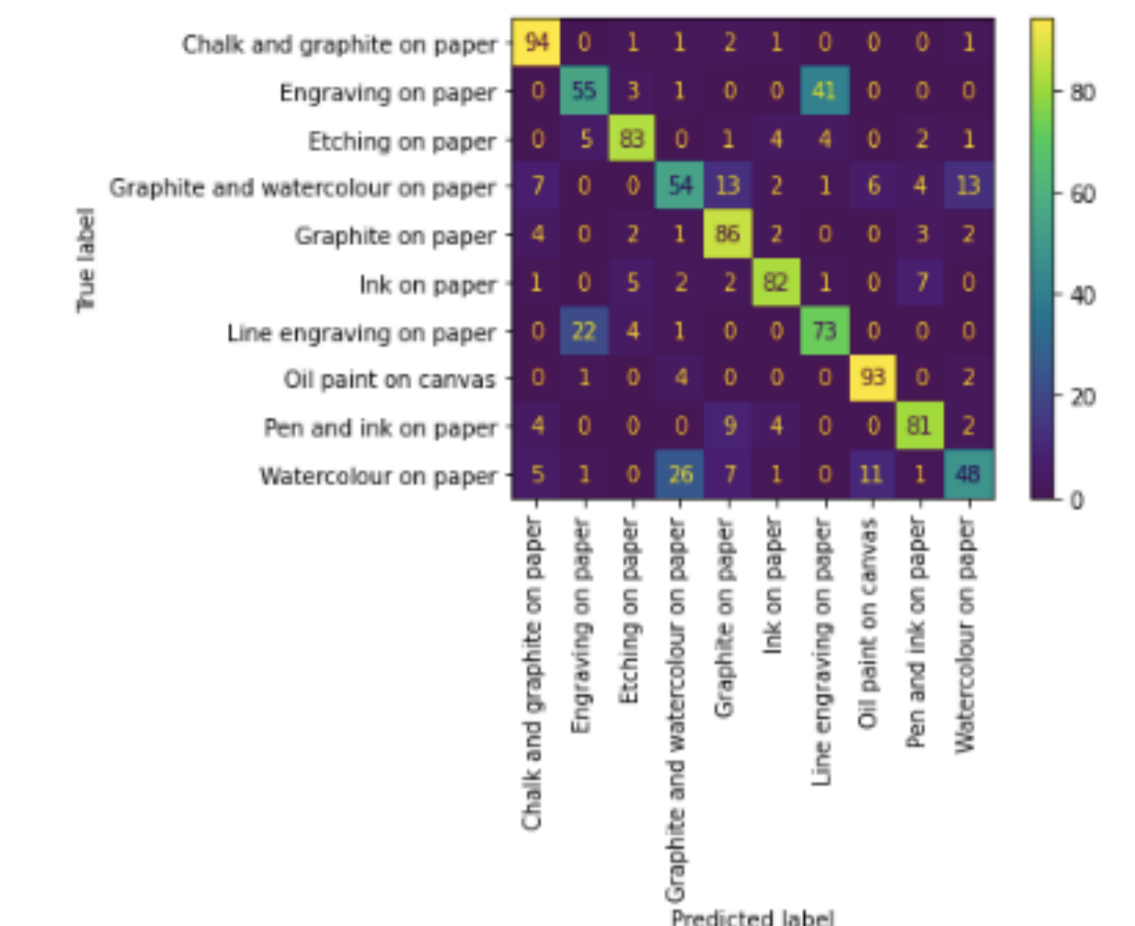 Chalk and graphite on paper 94 0 1 1 2 1 0 0 0 1
Engraving on paper 0 55 3 1 0 0 41 0 0 0 80
Etching on paper 0 5 83 0 1 4 4 0 2 1
Graphite and watercolour on paper 7 0 0 54 13 2 1 6 4 13 60
Graphite on paper 4 0 2 1 86 2 0 0 3 2
Ink on paper 1 0 5 2 2 82 1 0 7 0 40
Line engraving on paper 0 22 4 1 0 0 73 0 0 0
Oil paint on canvas 0 1 0 4 0 0 0 93 0 2 20
Pen and ink on paper 4 0 0 0 9 4 0 0 81 2
Watercolour on paper 5 1 0 26 7 1 0 11 1 48 0
True label
Chalk and graphite on paper
Engraving on paper
Etching on paper
Graphite and watercolour on paper
Graphite on paper
Ink on paper
Line engraving on paper
Oil paint on canvas
Pen and ink on paper
Watercolour on paper
Predicted label